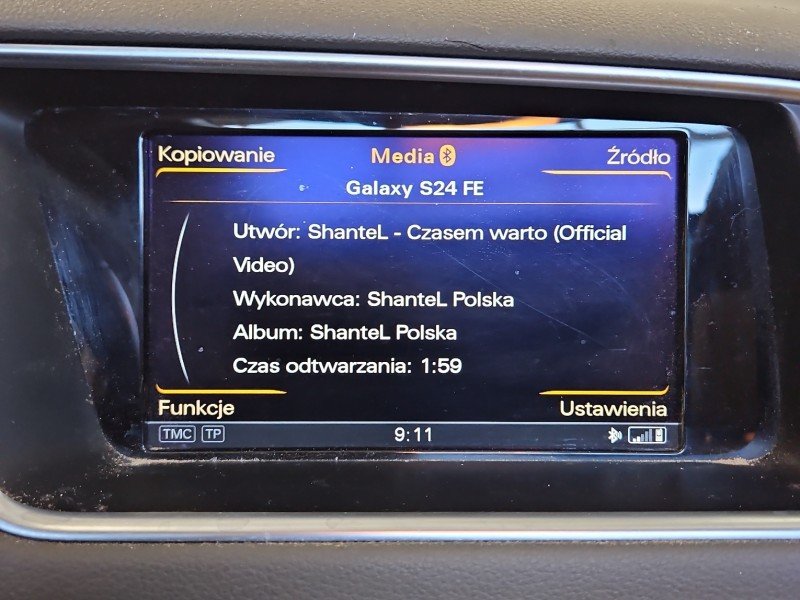 Kopiowanie Media Źródło
Galaxy S24 FE
Utwór: ShanteL - Czasem warto (Official
Video)
Wykonawca: ShanteL Polska
Album: ShanteL Polska
Czas odtwarzania: 1:59
Funkcje Ustawienia
TMC TP 9:11